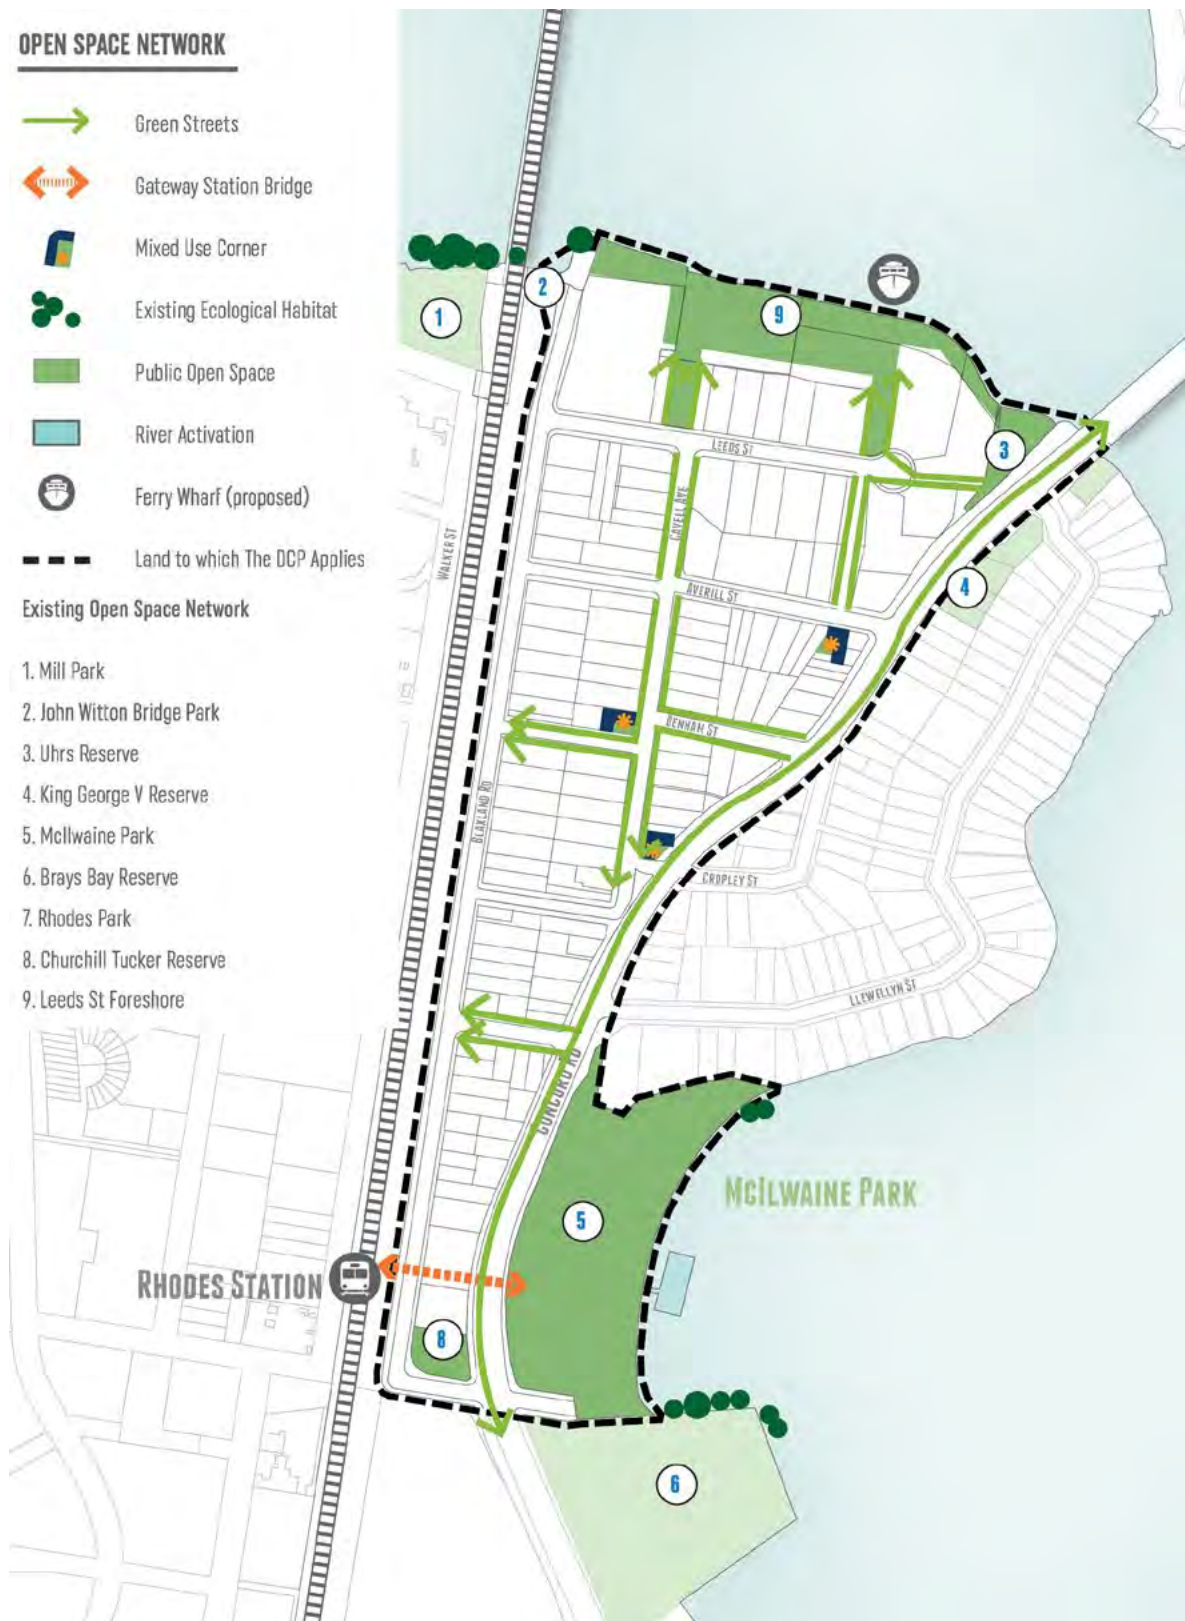 OPEN SPACE NETWORK
Green Streets
Gateway Station Bridge
Mixed Use Corner
Existing Ecological Habitat
Public Open Space
River Activation
Ferry Wharf (proposed)
Land to which The DCP Applies
Existing Open Space Network
1. Mill Park
2. John Witton Bridge Park
3. Uhrs Reserve
4. King George V Reserve
5. McIlwaine Park
6. Brays Bay Reserve
7. Rhodes Park
8. Churchill Tucker Reserve
9. Leeds St Foreshore
2
1
9
3
LEEDS ST
CAVELL AVE
WALKER ST
4
AVERILL ST
DENHAM ST
BLAXLAND RD
CROPLEY ST
LLEWELLYN ST
CONCORD RD
McIlwaine Park
5
Rhodes Station
8
6